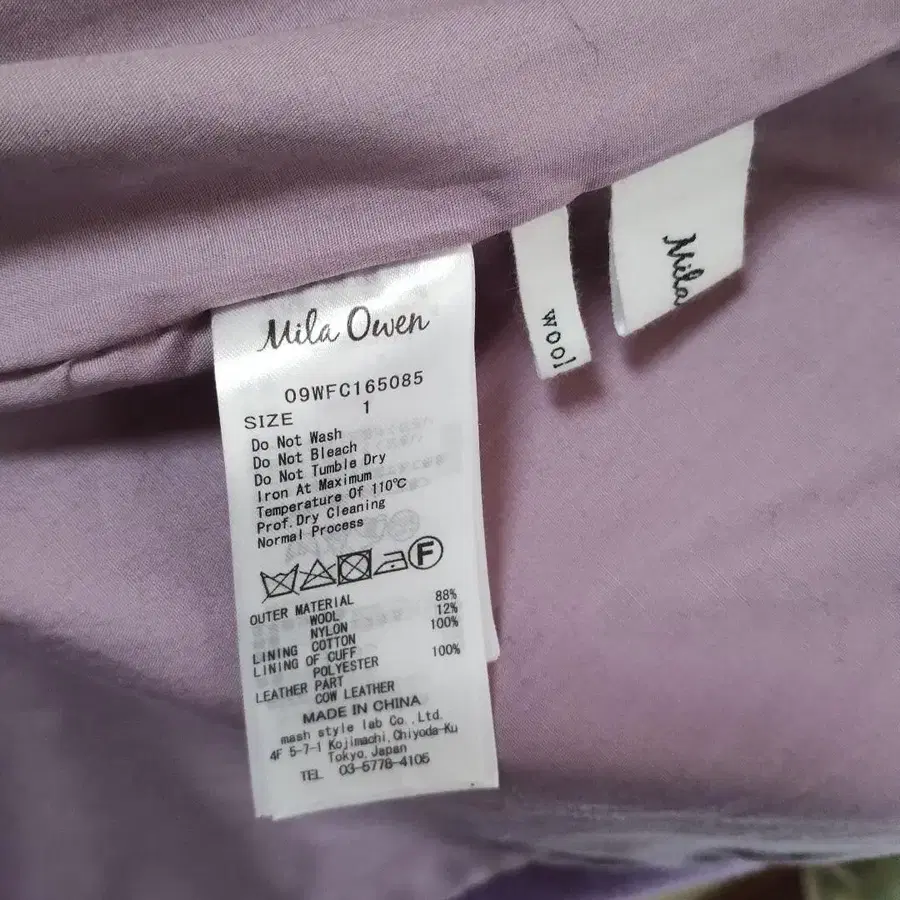 Mila Owen
09WFC165085
SIZE 1
Do Not Wash
Do Not Bleach
Do Not Tumble Dry
Iron At Maximum
Temperature Of 110℃
Prof.Dry Cleaning
Normal Process
F
OUTER MATERIAL
WOOL 88%
NYLON 12%
LINING COTTON 100%
LINING OF CUFF
POLYESTER 100%
LEATHER PART
COW LEATHER
MADE IN CHINA
mash style lab Co.,Ltd.
4F 5-7-1 Kojimachi,Chiyoda-Ku
Tokyo,Japan
TEL 03-5778-4105
wool
Mila